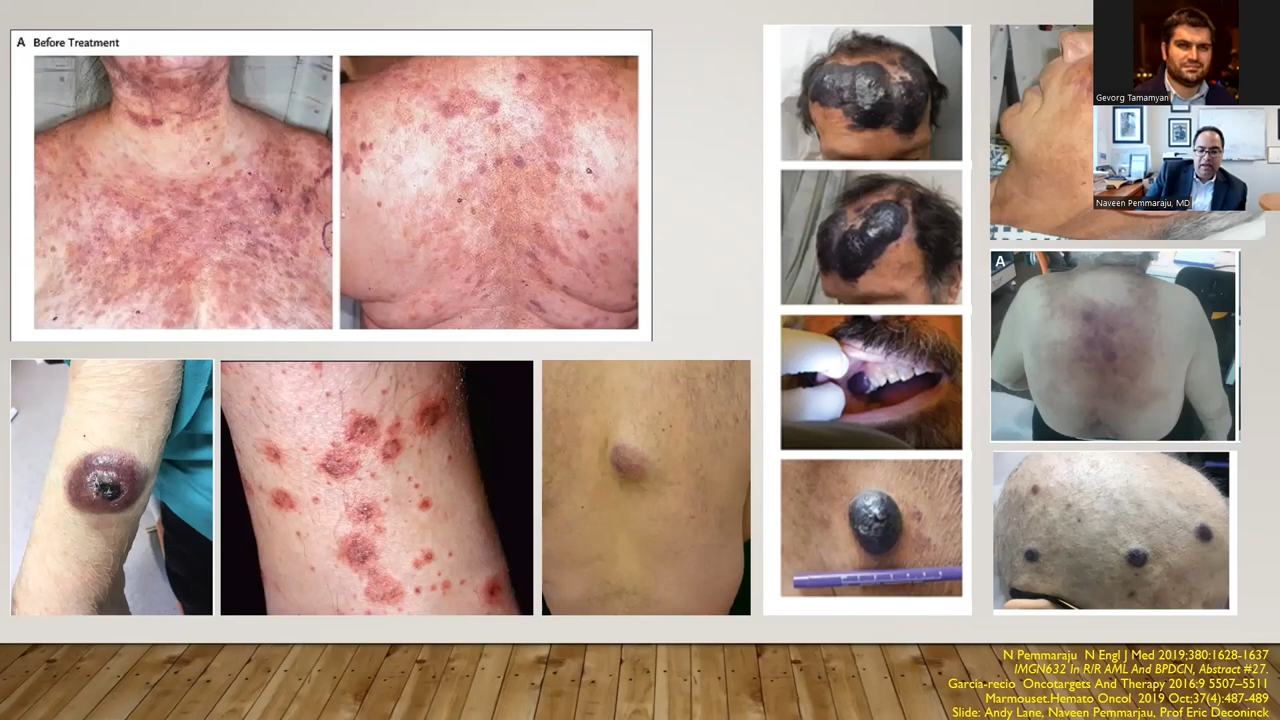 A Before Treatment
Gevorg Tamamyan
Naveen Pemmaraju, MD
A
N Pemmaraju N Engl J Med 2019;380:1628-1637
IMGN632 In R/R AML And BPDCN, Abstract #27.
Garcia-recio Oncotargets And Therapy 2016:9 5507–5511
Marmouset.Hemato Oncol 2019 Oct;37(4):487-489
Slide: Andy Lane, Naveen Pemmarjau, Prof Eric Deconinck